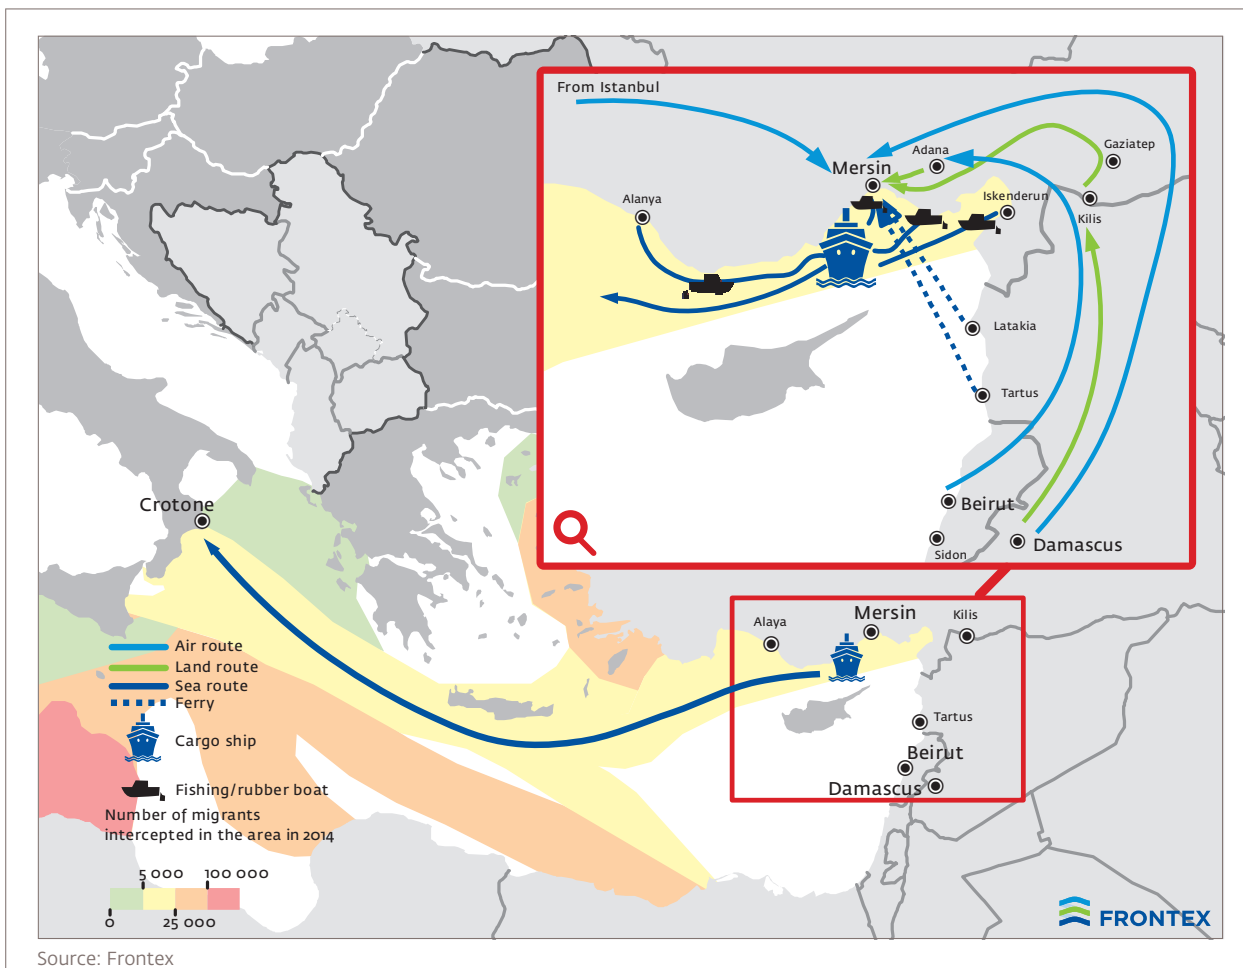 From Istanbul
Gaziatep
Adana
Mersin
Iskenderun
Alanya
Kilis
Latakia
Tartus
Beirut
Sidon
Damascus
Crotone
Alaya
Mersin
Kilis
Tartus
Beirut
Damascus
Air route
Land route
Sea route
Ferry
Cargo ship
Fishing/rubber boat
Number of migrants
intercepted in the area in 2014
5 000 100 000
0 25 000
FRONTEX
Source: Frontex